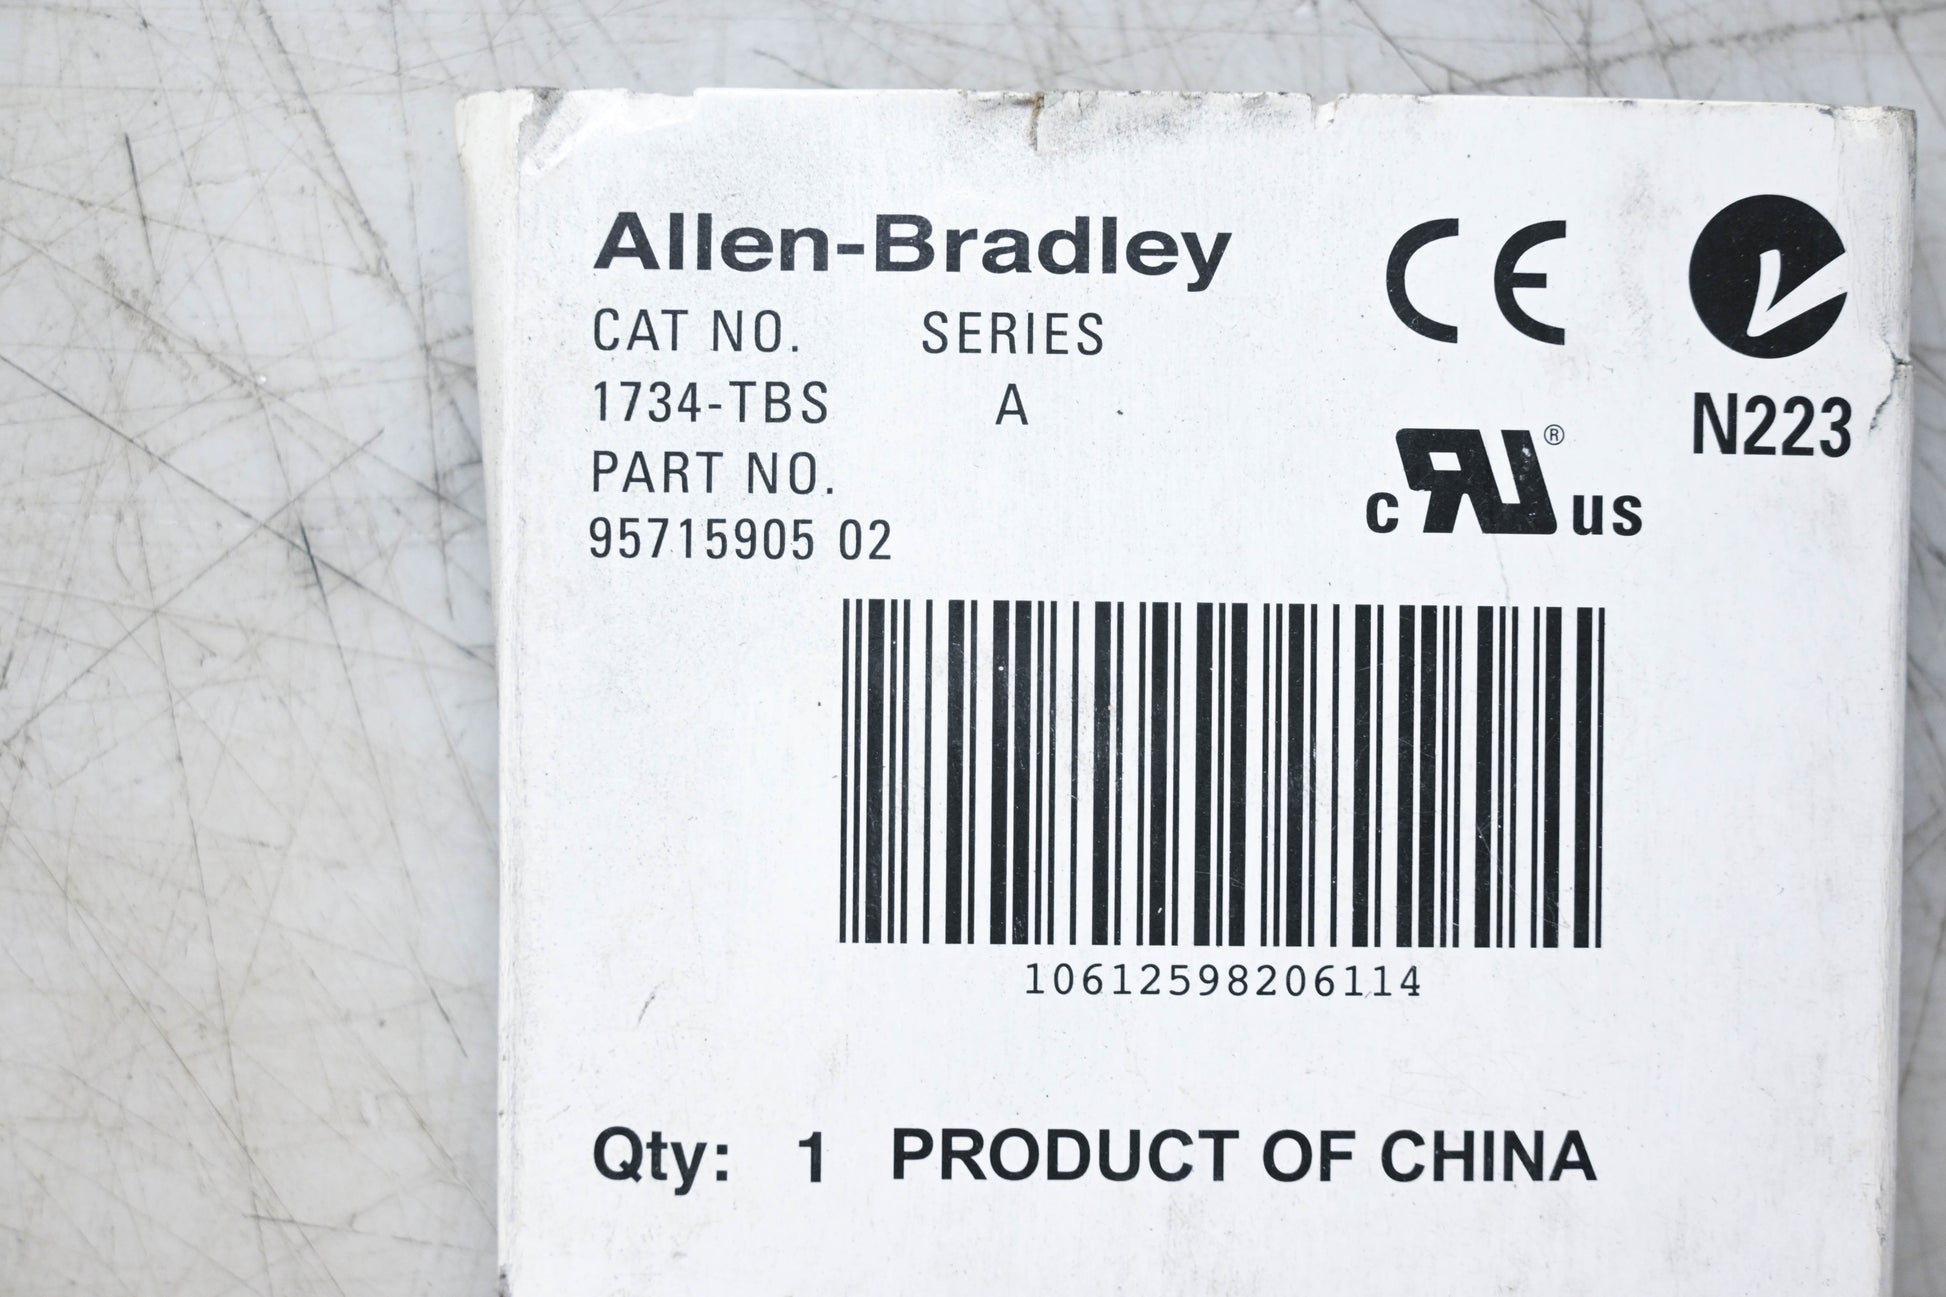 Allen-Bradley
CAT NO. SERIES
1734-TBS A
PART NO.
95715905 02
CE
N223
c RU ® us
10612598206114
Qty: 1 PRODUCT OF CHINA